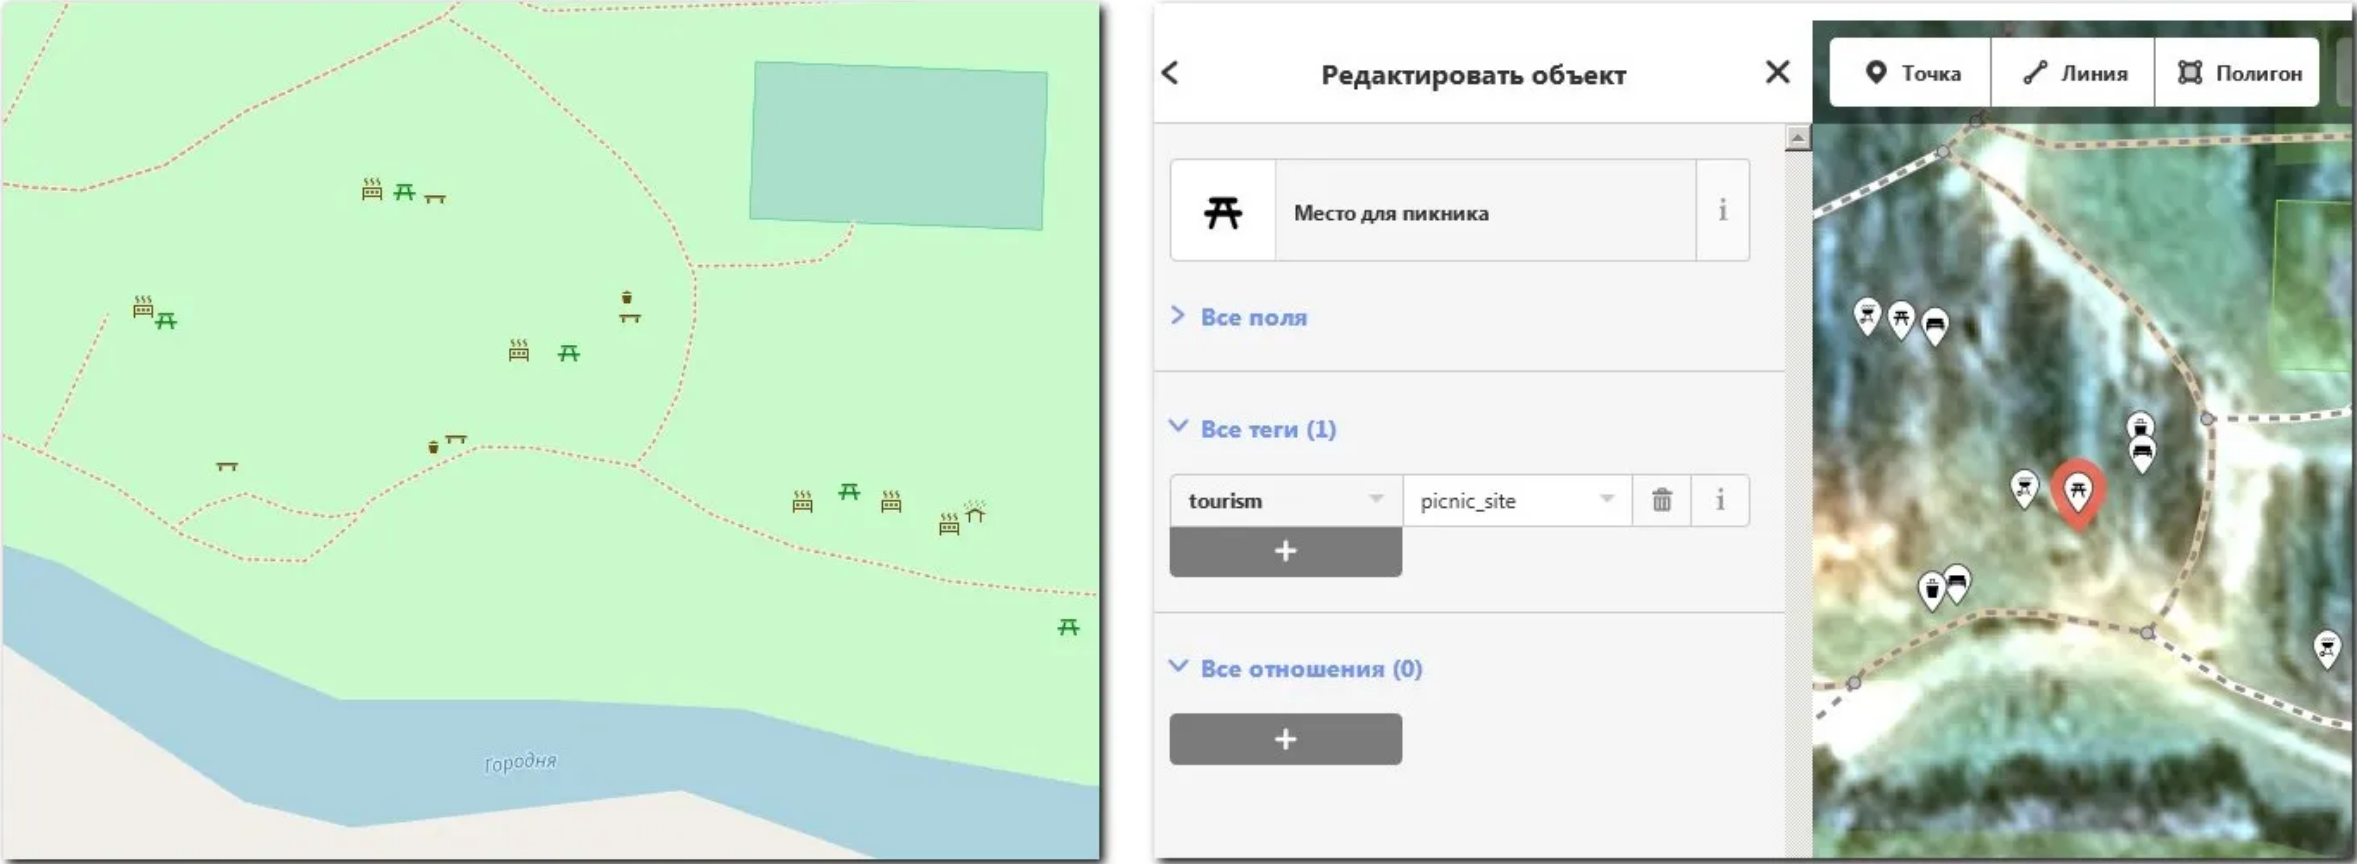 Городня
Редактировать объект
Место для пикника
i
Все поля
Все теги (1)
tourism
picnic_site
i
+
Все отношения (0)
+
Точка
Линия
Полигон